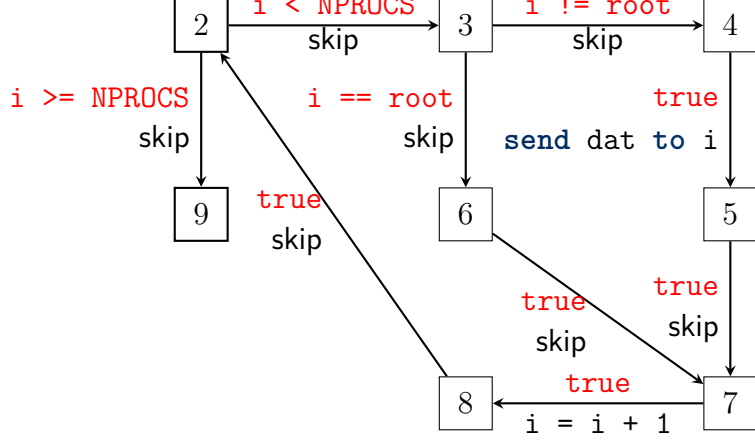 i < NPROCS
i != root
2
3
4
skip
skip
i >= NPROCS
i == root
true
skip
skip
send dat to i
true
9
6
5
skip
true
true
skip
skip
true
8
7
i = i + 1